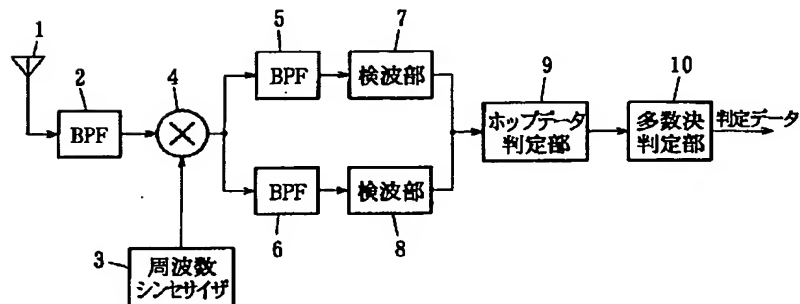 1
2
BPF
4
5
BPF
7
検波部
9
ホップデータ
判定部
10
多数決
判定部
判定データ
BPF
6
検波部
8
3
周波数
シンセサイザ